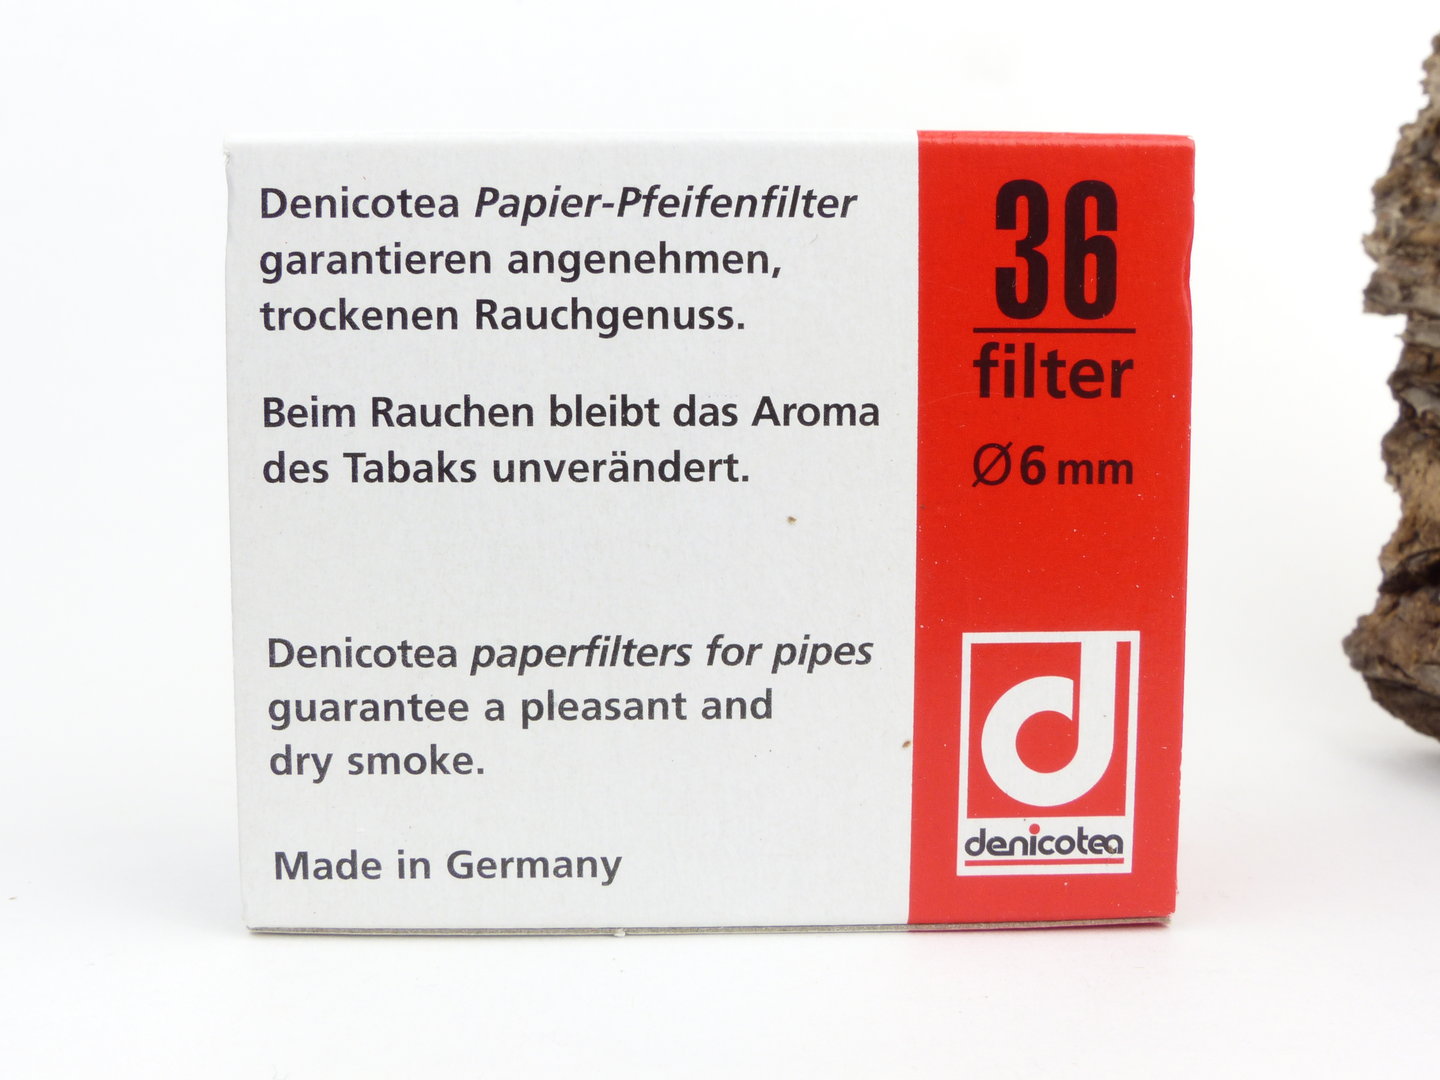 Denicotea Papier-Pfeifenfilter
garantieren angenehmen,
trockenen Rauchgenuss.
Beim Rauchen bleibt das Aroma
des Tabaks unverändert.
Denicotea paperfilters for pipes
guarantee a pleasant and
dry smoke.
Made in Germany
36
filter
Ø 6 mm
d
denicotea